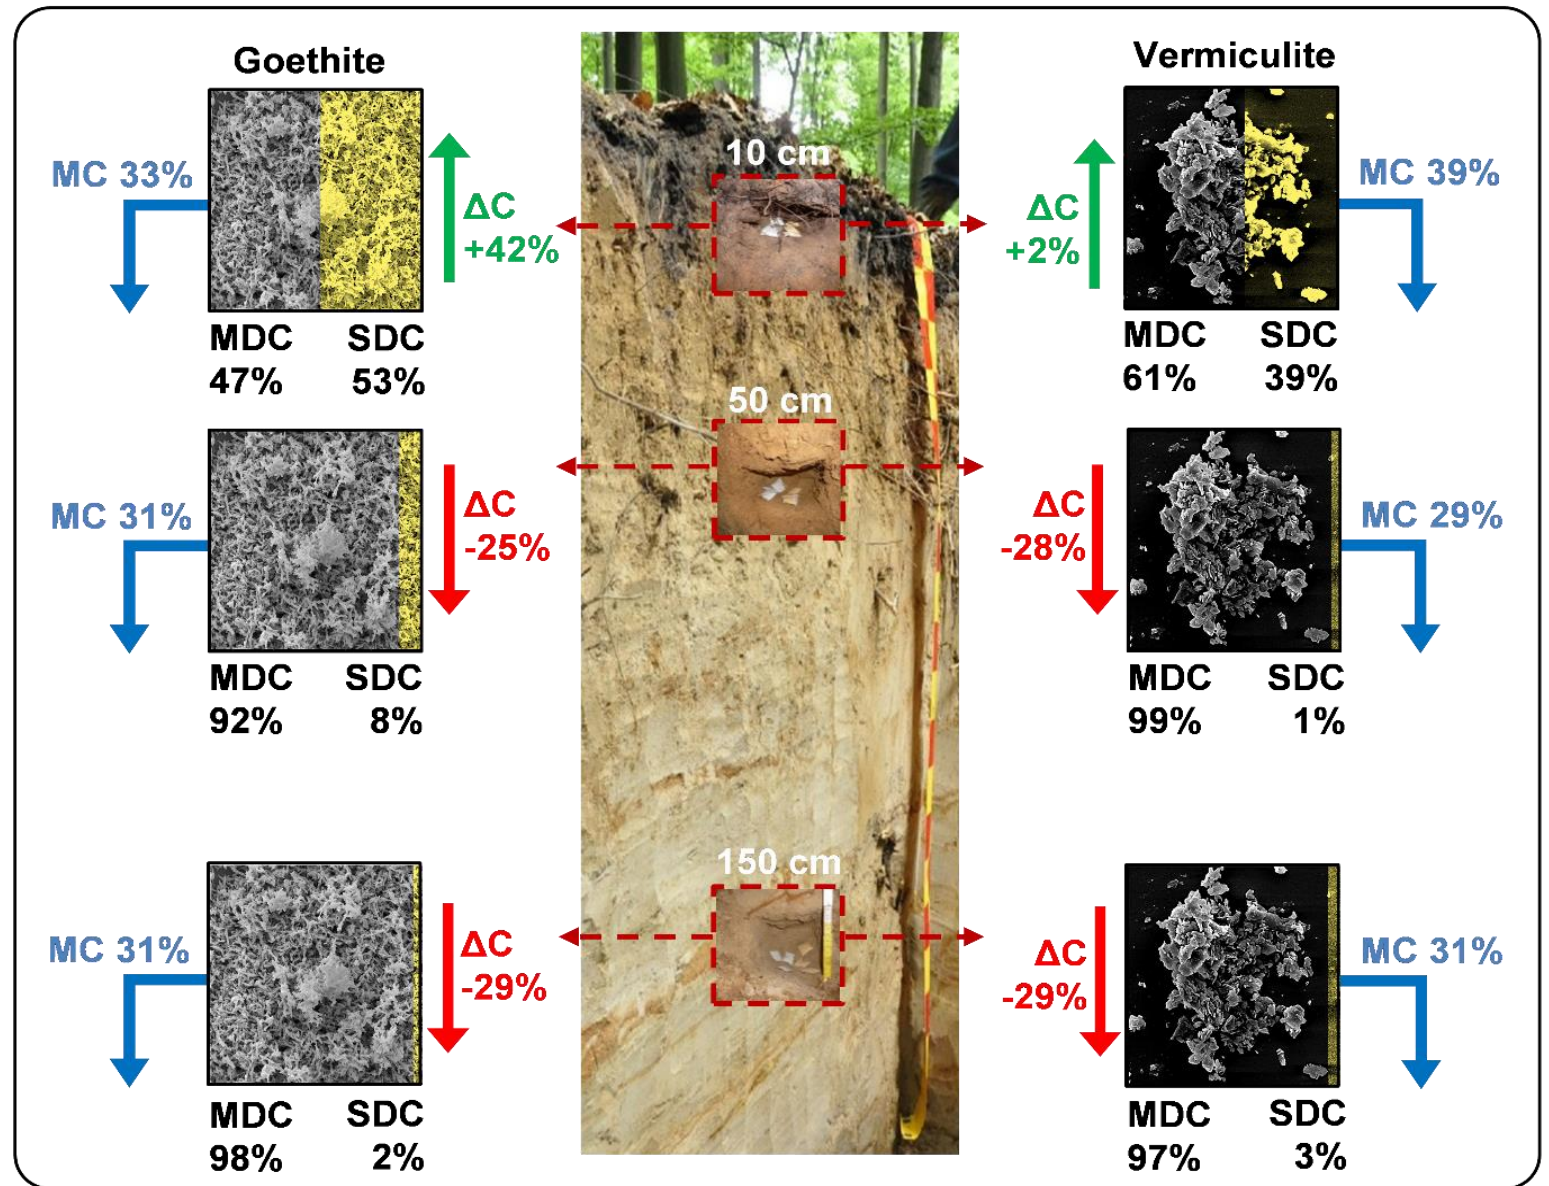 Goethite
MC 33%
ΔC
+42%
MDC SDC
47% 53%
MC 31%
ΔC
-25%
MDC SDC
92% 8%
MC 31%
ΔC
-29%
MDC SDC
98% 2%
10 cm
50 cm
150 cm
Vermiculite
ΔC
+2%
MC 39%
MDC SDC
61% 39%
ΔC
-28%
MC 29%
MDC SDC
99% 1%
ΔC
-29%
MC 31%
MDC SDC
97% 3%